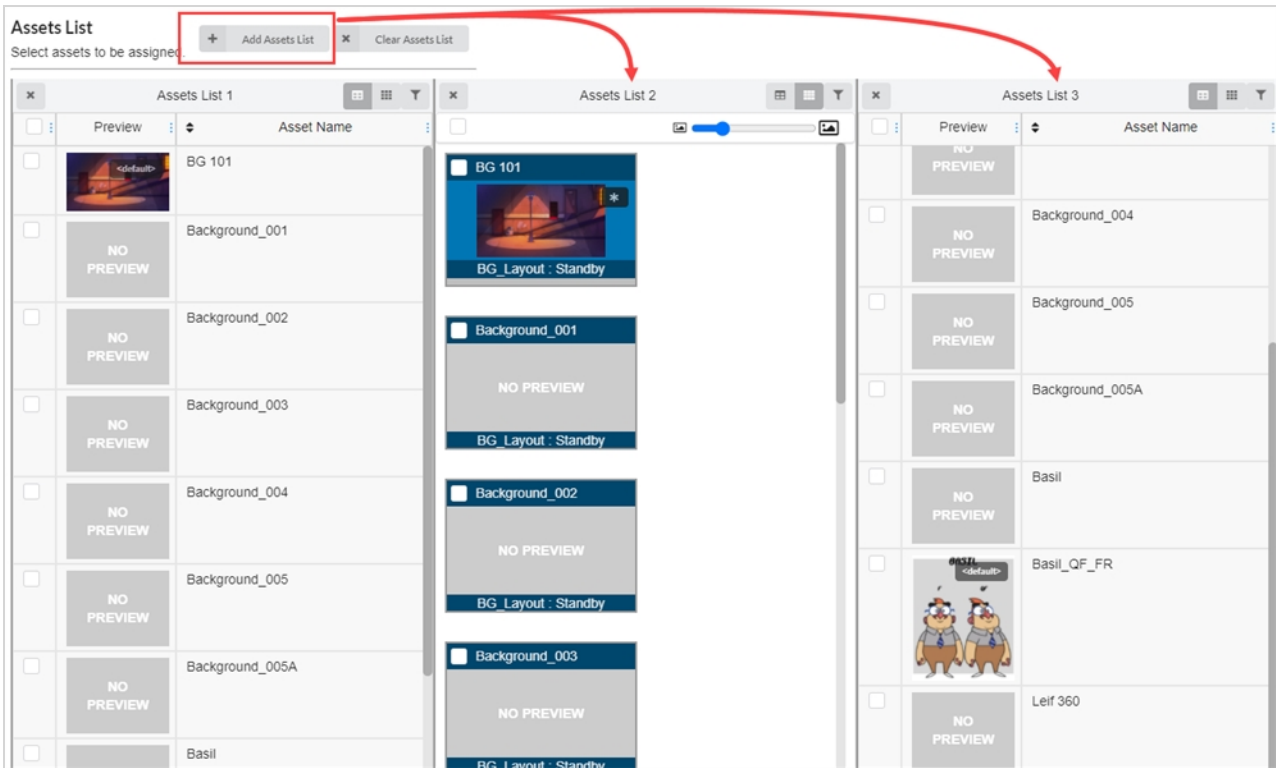 Assets List
Select assets to be assigned.
+ Add Assets List
× Clear Assets List
× Assets List 1
Preview Asset Name
<default>
BG 101
NO
PREVIEW
Background_001
NO
PREVIEW
Background_002
NO
PREVIEW
Background_003
NO
PREVIEW
Background_004
NO
PREVIEW
Background_005
NO
PREVIEW
Background_005A
Basil
× Assets List 2
BG 101
*
BG_Layout : Standby
Background_001
NO PREVIEW
BG_Layout : Standby
Background_002
NO PREVIEW
BG_Layout : Standby
Background_003
NO PREVIEW
BG_Layout : Standby
× Assets List 3
Preview Asset Name
NO
PREVIEW
NO
PREVIEW
Background_004
NO
PREVIEW
Background_005
NO
PREVIEW
Background_005A
NO
PREVIEW
Basil
BASIL
<default>
Basil_QF_FR
NO
PREVIEW
Leif 360